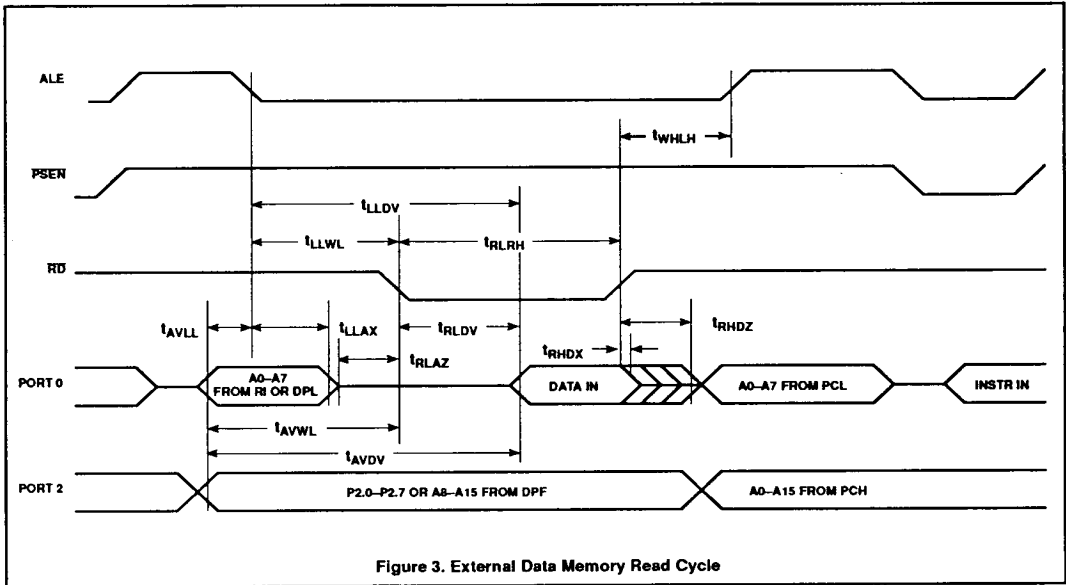 ALE
tWHLH
PSEN
tLLDV
tLLWL
tRLRH
RD
tAVLL
tLLAX
tRLDV
tRHDZ
tRLAZ
tRHDX
PORT 0
A0–A7
FROM RI OR DPL
DATA IN
A0–A7 FROM PCL
INSTR IN
tAVWL
tAVDV
PORT 2
P2.0–P2.7 OR A8–A15 FROM DPF
A0–A15 FROM PCH
Figure 3. External Data Memory Read Cycle